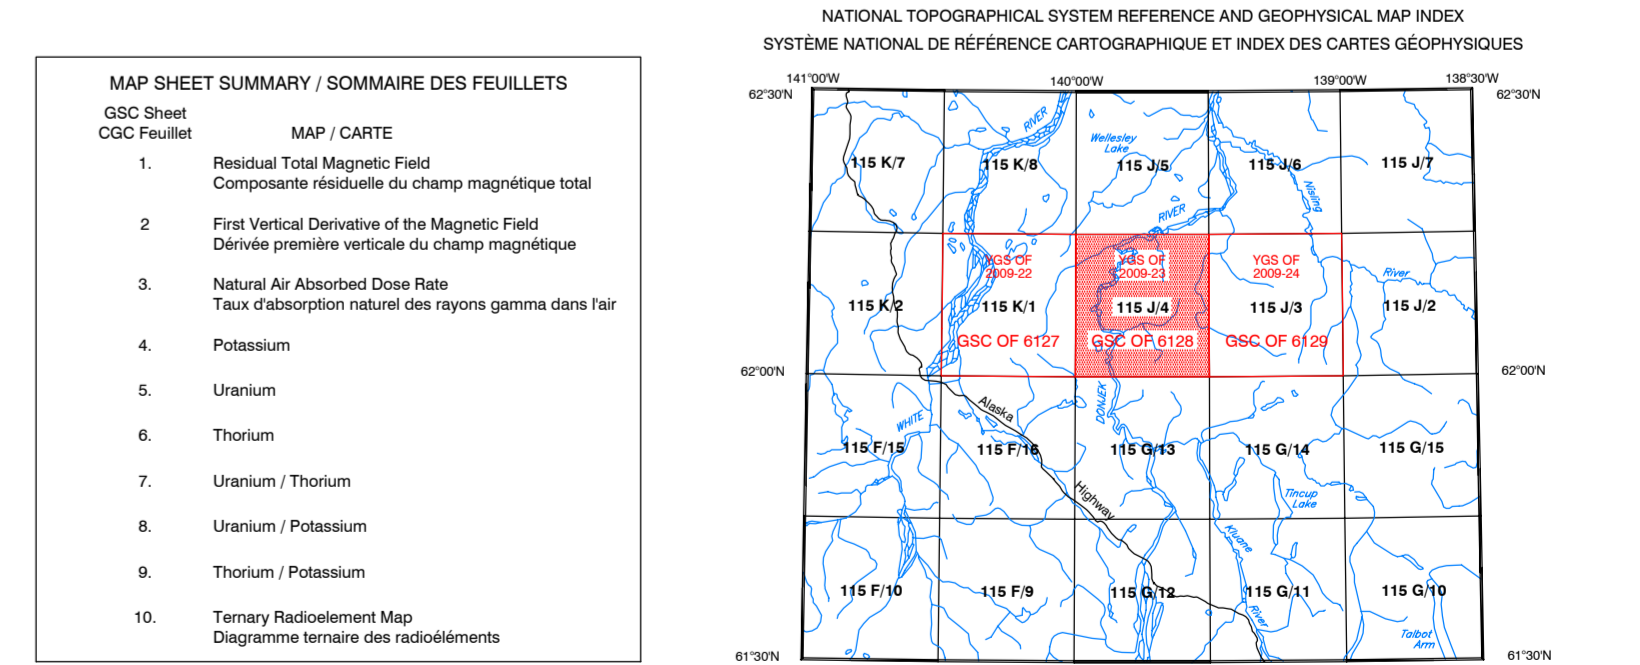 MAP SHEET SUMMARY / SOMMAIRE DES FEUILLETS
GSC Sheet
CGC Feuillet MAP / CARTE
1. Residual Total Magnetic Field
Composante résiduelle du champ magnétique total
2 First Vertical Derivative of the Magnetic Field
Dérivée première verticale du champ magnétique
3. Natural Air Absorbed Dose Rate
Taux d'absorption naturel des rayons gamma dans l'air
4. Potassium
5. Uranium
6. Thorium
7. Uranium / Thorium
8. Uranium / Potassium
9. Thorium / Potassium
10. Ternary Radioelement Map
Diagramme ternaire des radioéléments
NATIONAL TOPOGRAPHICAL SYSTEM REFERENCE AND GEOPHYSICAL MAP INDEX
SYSTÈME NATIONAL DE RÉFÉRENCE CARTOGRAPHIQUE ET INDEX DES CARTES GÉOPHYSIQUES
141°00'W 140°00'W 139°00'W 138°30'W
62°30'N 62°30'N
RIVER
Wellesley
Lake
115 K/7 115 K/8 115 J/5 115 J/6 115 J/7
Nisling
RIVER
YGS OF
2009-22
YGS OF
2009-23
YGS OF
2009-24
River
115 K/2 115 K/1 115 J/4 115 J/3 115 J/2
GSC OF 6127 GSC OF 6128 GSC OF 6129
62°00'N 62°00'N
DONJEK
Alaska
WHITE
115 F/15 115 F/16 115 G/13 115 G/14 115 G/15
Highway
Tincup
Lake
Kluane
115 F/10 115 F/9 115 G/12 115 G/11 115 G/10
River
Talbot
Arm
61°30'N 61°30'N